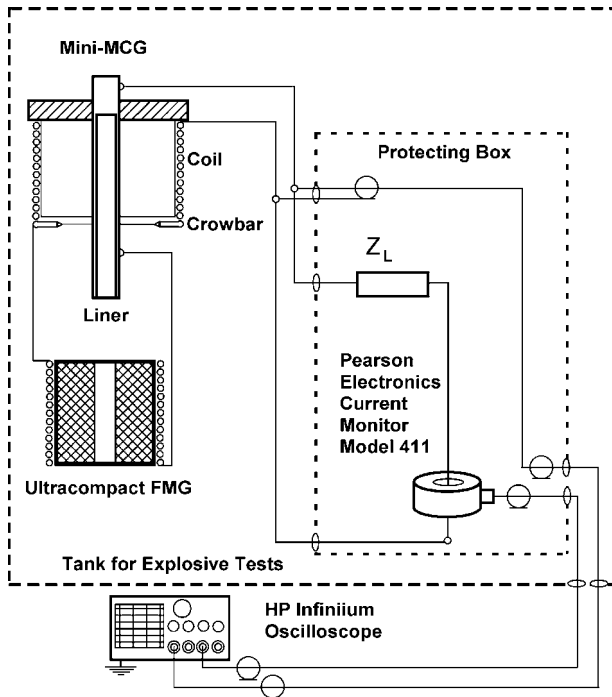 Mini-MCG
Coil
Protecting Box
Crowbar
Z_L
Liner
Pearson
Electronics
Current
Monitor
Model 411
Ultracompact FMG
Tank for Explosive Tests
HP Infiniium
Oscilloscope